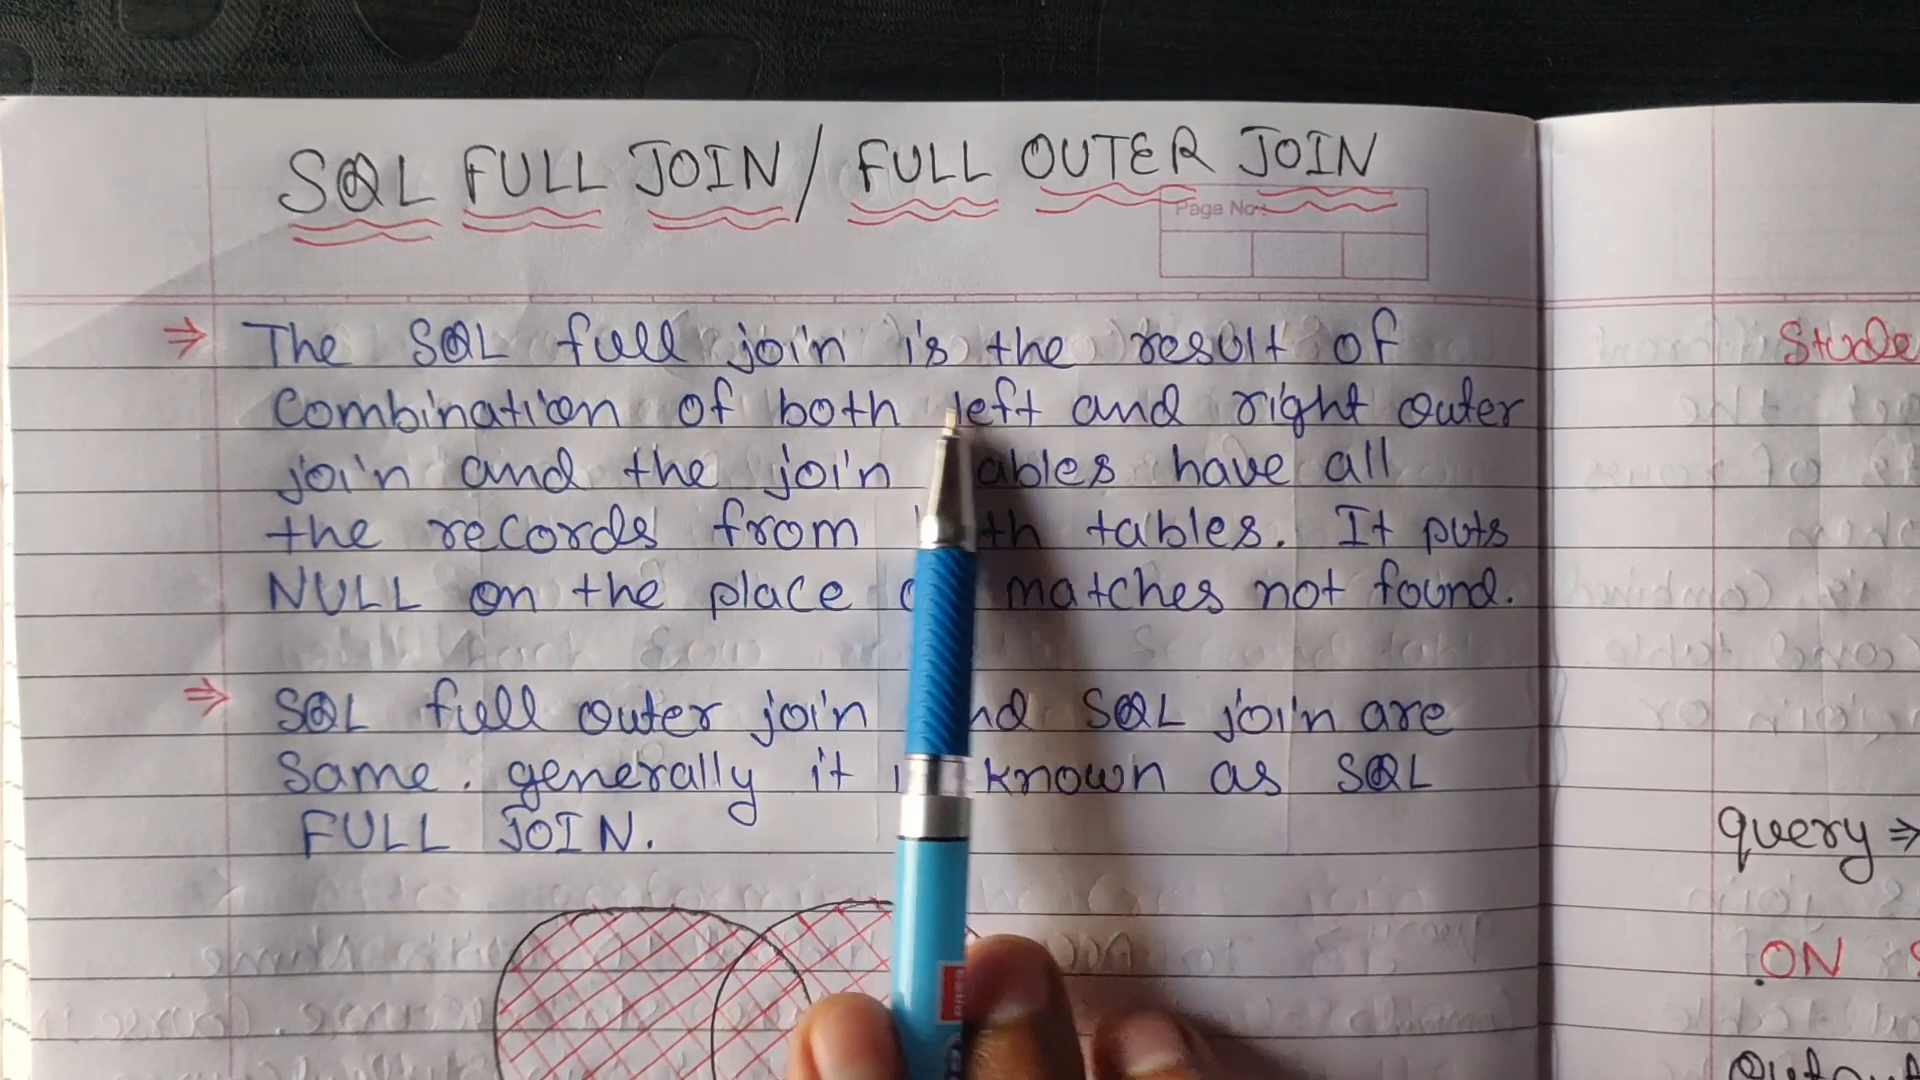 SQL FULL JOIN / FULL OUTER JOIN
Page No.
⇒ The SQL full join is the result of
combination of both left and right outer
join and the join ables have all
the records from th tables. It puts
NULL on the place matches not found.
⇒ SQL full outer join nd SQL join are
same. generally it i known as SQL
FULL JOIN.
Stude
query ⇒
ON